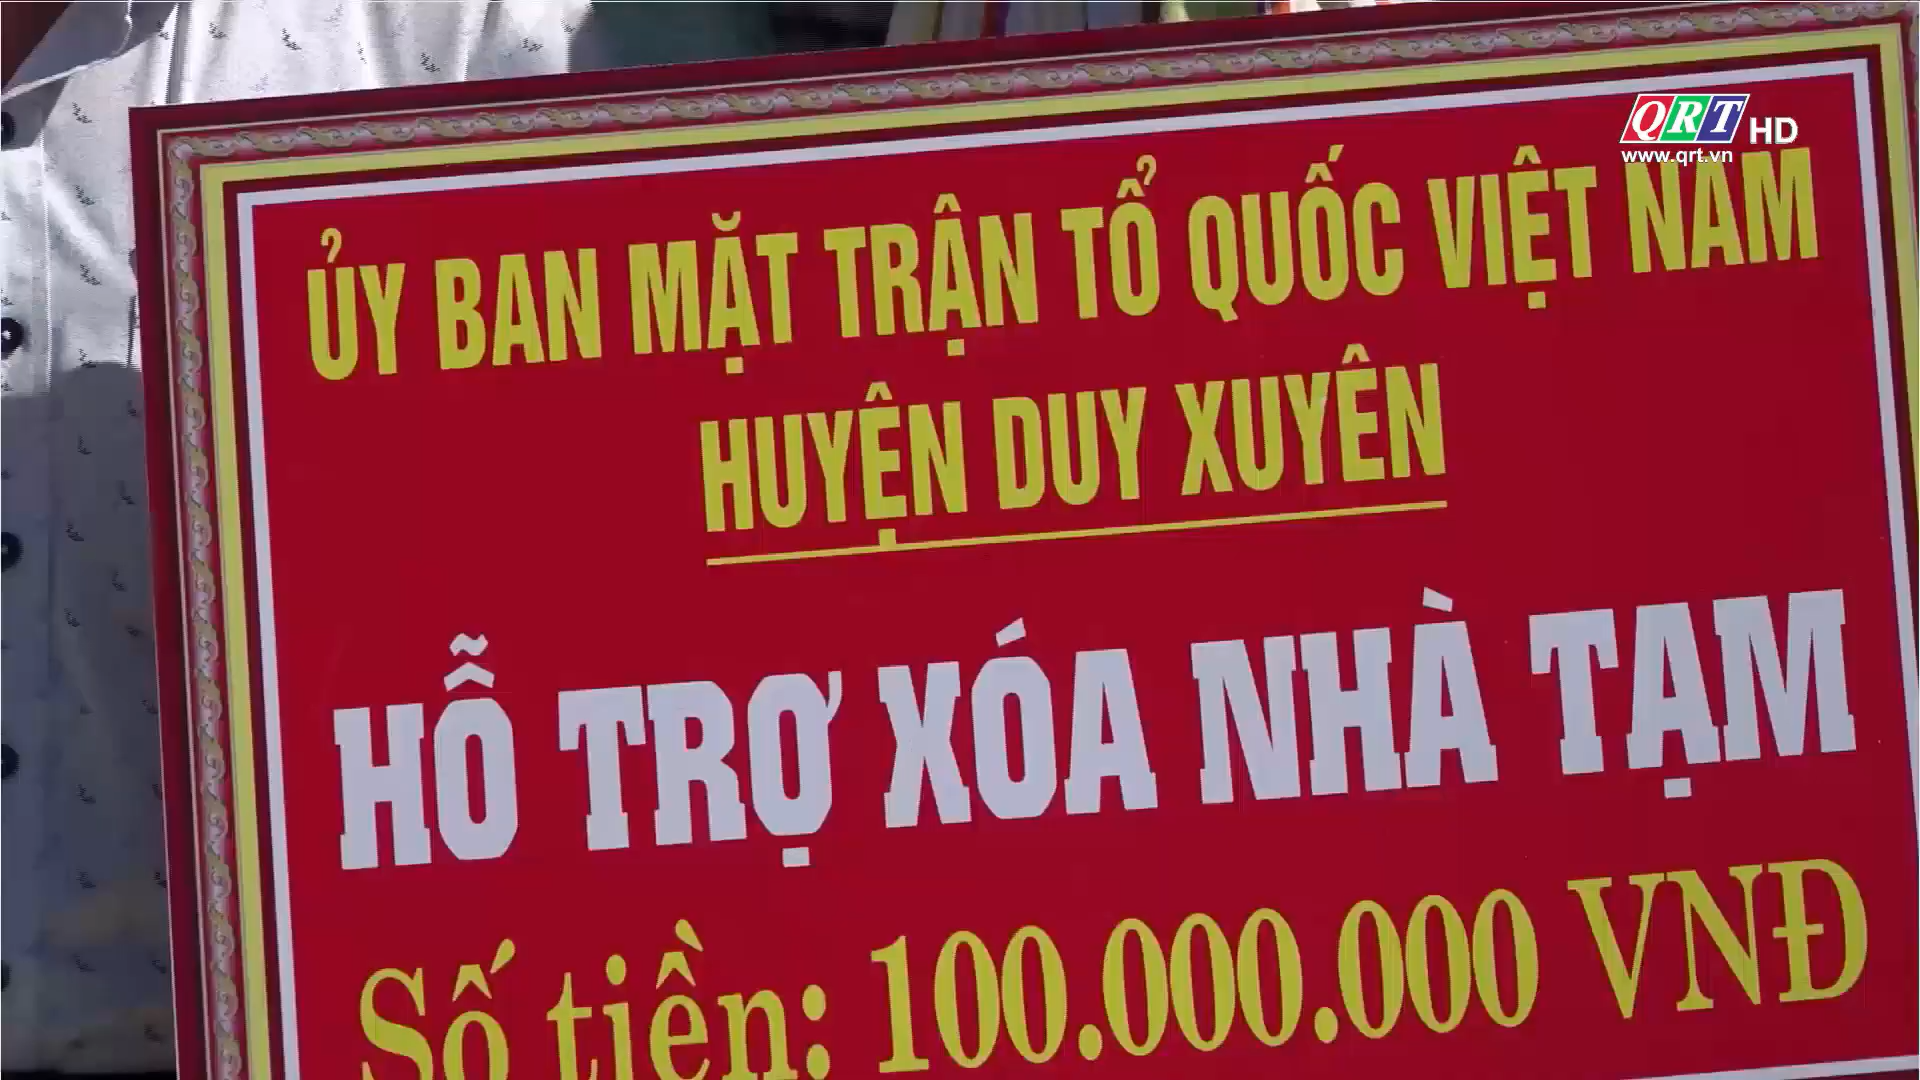 QRT HD
www.qrt.vn
ỦY BAN MẶT TRẬN TỔ QUỐC VIỆT NAM
HUYỆN DUY XUYÊN
HỖ TRỢ XÓA NHÀ TẠM
Số tiền: 100.000.000 VNĐ